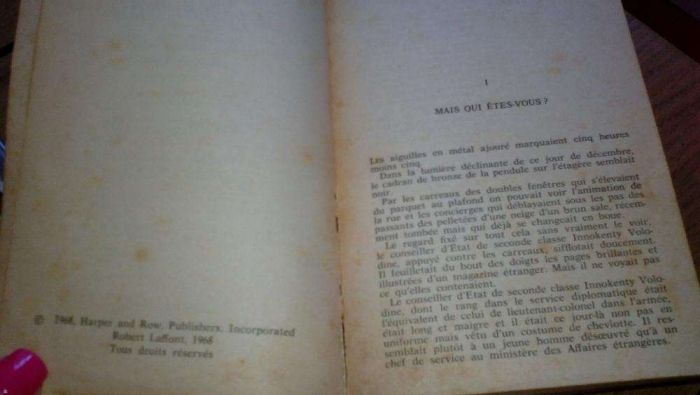 © 1968, Harper and Row, Publishers, Incorporated
Robert Laffont, 1968
Tous droits réservés
1
MAIS QUI ÊTES-VOUS ?
Les aiguilles en métal ajouré marquaient cinq heures
moins cinq.
Dans la lumière déclinante de ce jour de décembre,
le cadran de bronze de la pendule sur l'étagère semblait
noir.
Par les carreaux des doubles fenêtres qui s'élevaient
du parquet au plafond on pouvait voir l'animation de
la rue et les concierges qui déblayaient sous les pas des
passants des pelletées d'une neige d'un brun sale, récem-
ment tombée mais qui déjà se changeait en boue.
Le regard fixé sur tout cela sans vraiment le voir,
le conseiller d'Etat de seconde classe Innokenty Volo-
dine, appuyé contre les carreaux, sifflotait doucement.
Il feuilletait du bout des doigts les pages brillantes et
illustrées d'un magazine étranger. Mais il ne voyait pas
ce qu'elles contenaient.
Le conseiller d'Etat de seconde classe Innokenty Volo-
dine, dont le rang dans le service diplomatique était
l'équivalent de celui de lieutenant-colonel dans l'armée,
était long et maigre et il était ce jour-là non pas en
uniforme mais vêtu d'un costume de cheviotte. Il res-
semblait plutôt à un jeune homme désœuvré qu'à un
chef de service au ministère des Affaires étrangères.